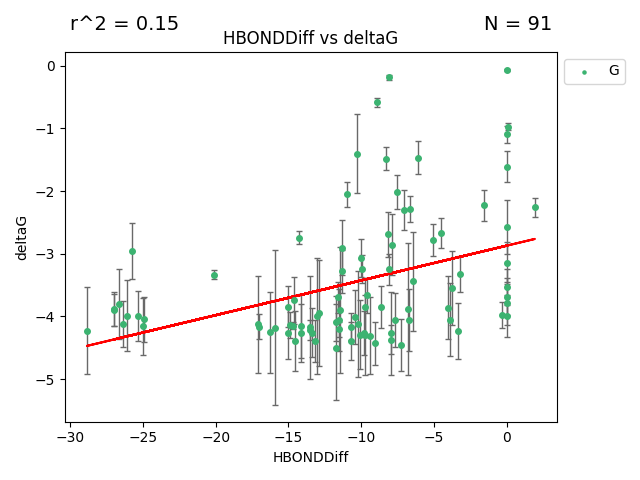 r^2 = 0.15 N = 91
HBONDDiff vs deltaG
G
0
−1
−2
−3
−4
−5
deltaG
−30 −25 −20 −15 −10 −5 0
HBONDDiff